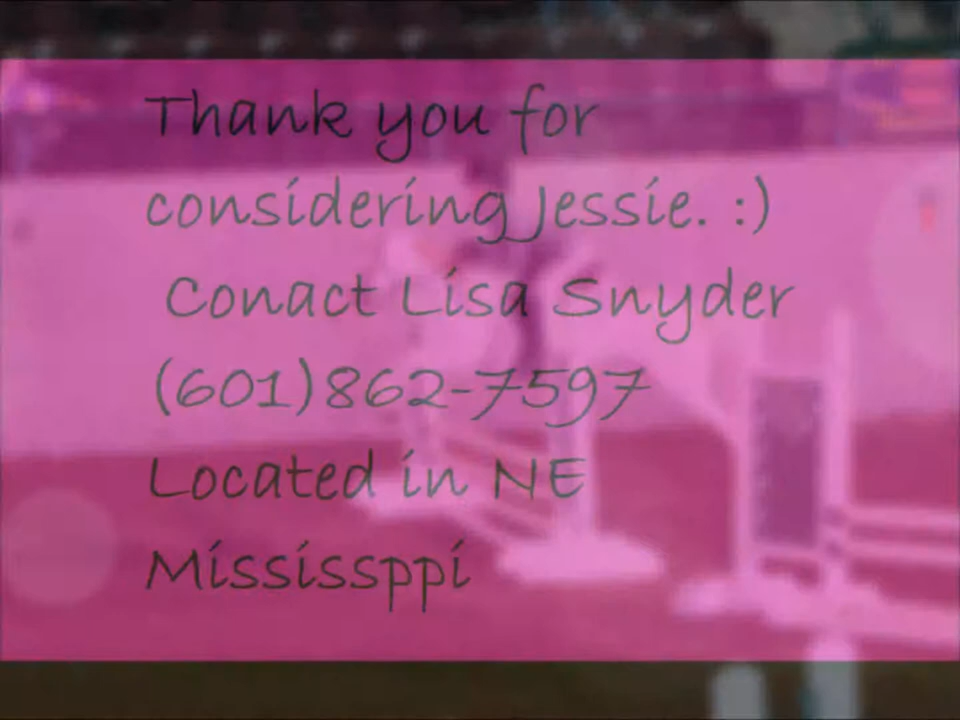 Thank you for
considering Jessie. :)
Conact Lisa Snyder
(601)862-7597
Located in NE
Mississppi